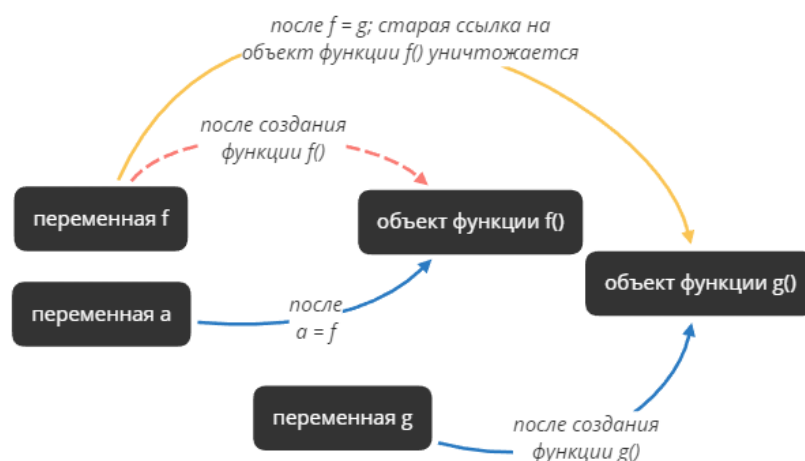 после f = g; старая ссылка на
объект функции f() уничтожается
после создания
функции f()
переменная f
объект функции f()
объект функции g()
переменная a
после
a = f
переменная g
после создания
функции g()